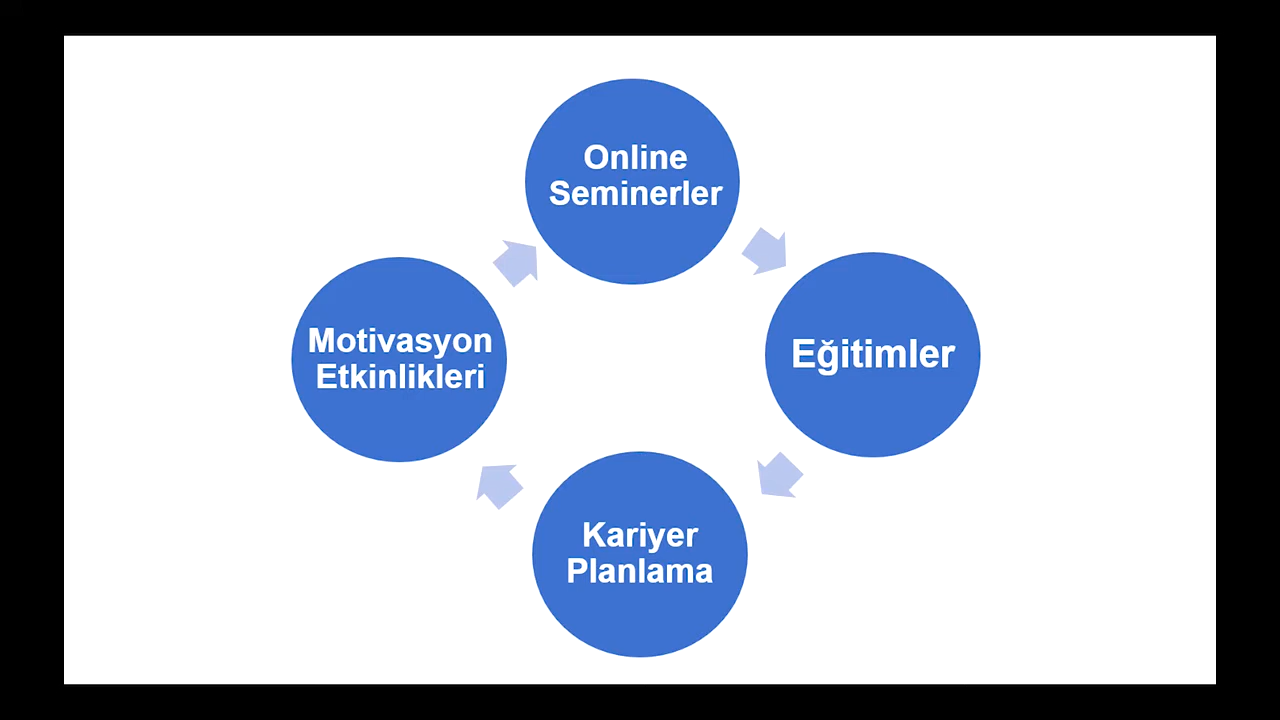 Online
Seminerler
Eğitimler
Kariyer
Planlama
Motivasyon
Etkinlikleri